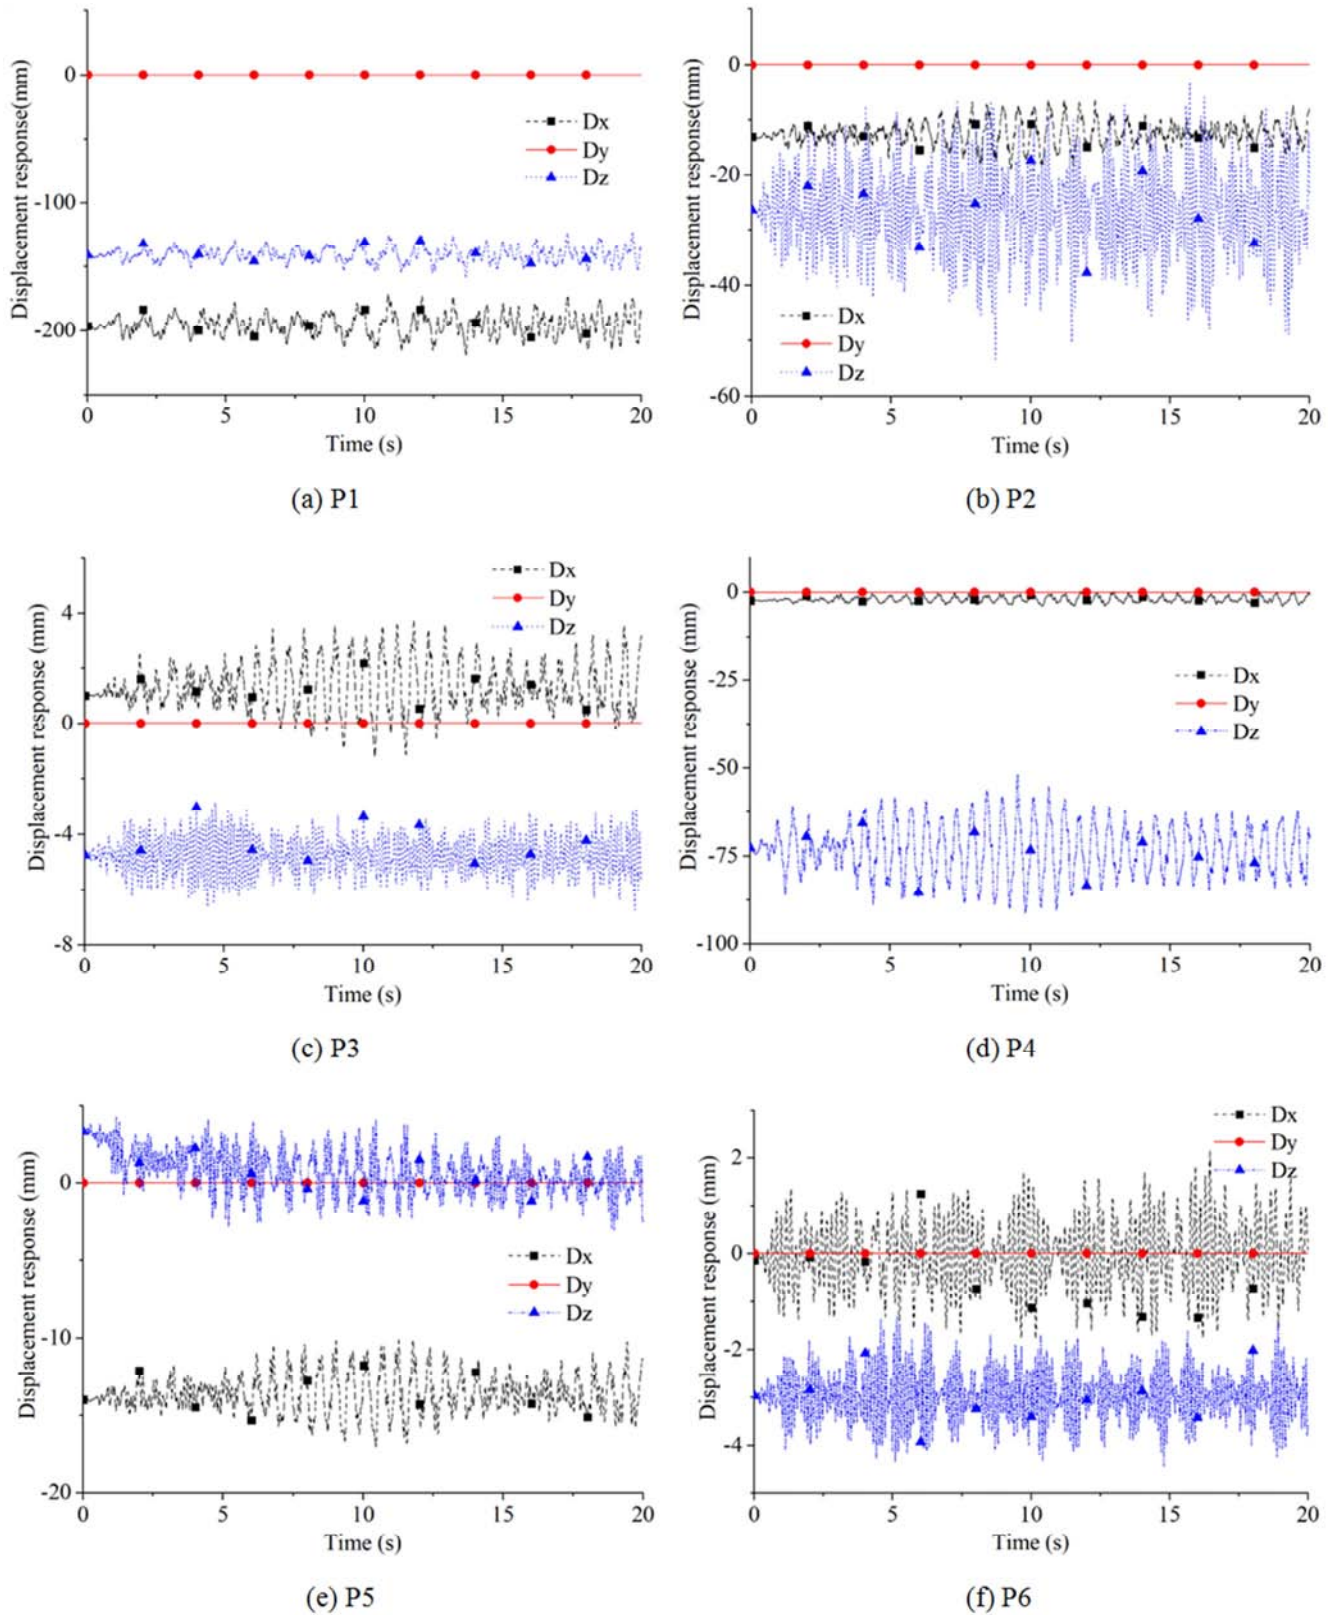 0
-100
-200
Displacement response(mm)
Dx
Dy
Dz
0
5
10
15
20
Time (s)
(a) P1
0
-20
-40
-60
Displacement response(mm)
Dx
Dy
Dz
0
5
10
15
20
Time (s)
(b) P2
4
0
-4
-8
Displacement response (mm)
Dx
Dy
Dz
0
5
10
15
20
Time (s)
(c) P3
0
-25
-50
-75
-100
Displacement response (mm)
Dx
Dy
Dz
0
5
10
15
20
Time (s)
(d) P4
0
-10
-20
Displacement response (mm)
Dx
Dy
Dz
0
5
10
15
20
Time (s)
(e) P5
2
0
-2
-4
Displacement response (mm)
Dx
Dy
Dz
0
5
10
15
20
Time (s)
(f) P6